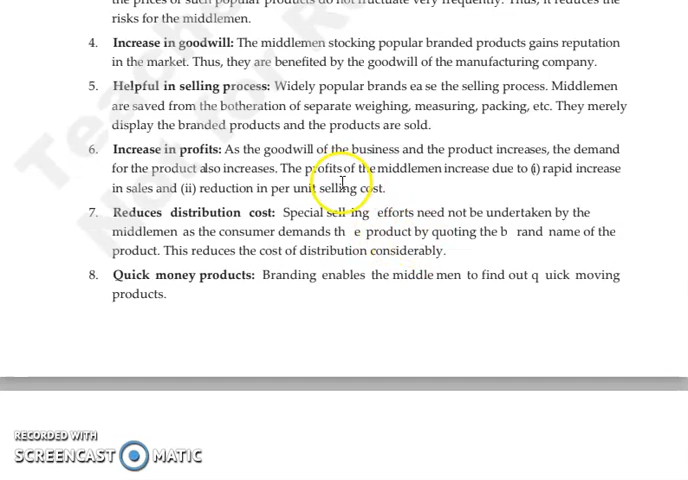 the prices of such popular products do not fluctuate very frequently. Thus, it reduces the
risks for the middlemen.
4. Increase in goodwill: The middlemen stocking popular branded products gains reputation
in the market. Thus, they are benefited by the goodwill of the manufacturing company.
5. Helpful in selling process: Widely popular brands ea se the selling process. Middlemen
are saved from the botheration of separate weighing, measuring, packing, etc. They merely
display the branded products and the products are sold.
6. Increase in profits: As the goodwill of the business and the product increases, the demand
for the product also increases. The profits of the middlemen increase due to (i) rapid increase
in sales and (ii) reduction in per unit selling cost.
7. Reduces distribution cost: Special sell ing efforts need not be undertaken by the
middlemen as the consumer demands th e product by quoting the b rand name of the
product. This reduces the cost of distribution considerably.
8. Quick money products: Branding enables the middle men to find out q uick moving
products.
RECORDED WITH
SCREENCAST MATIC